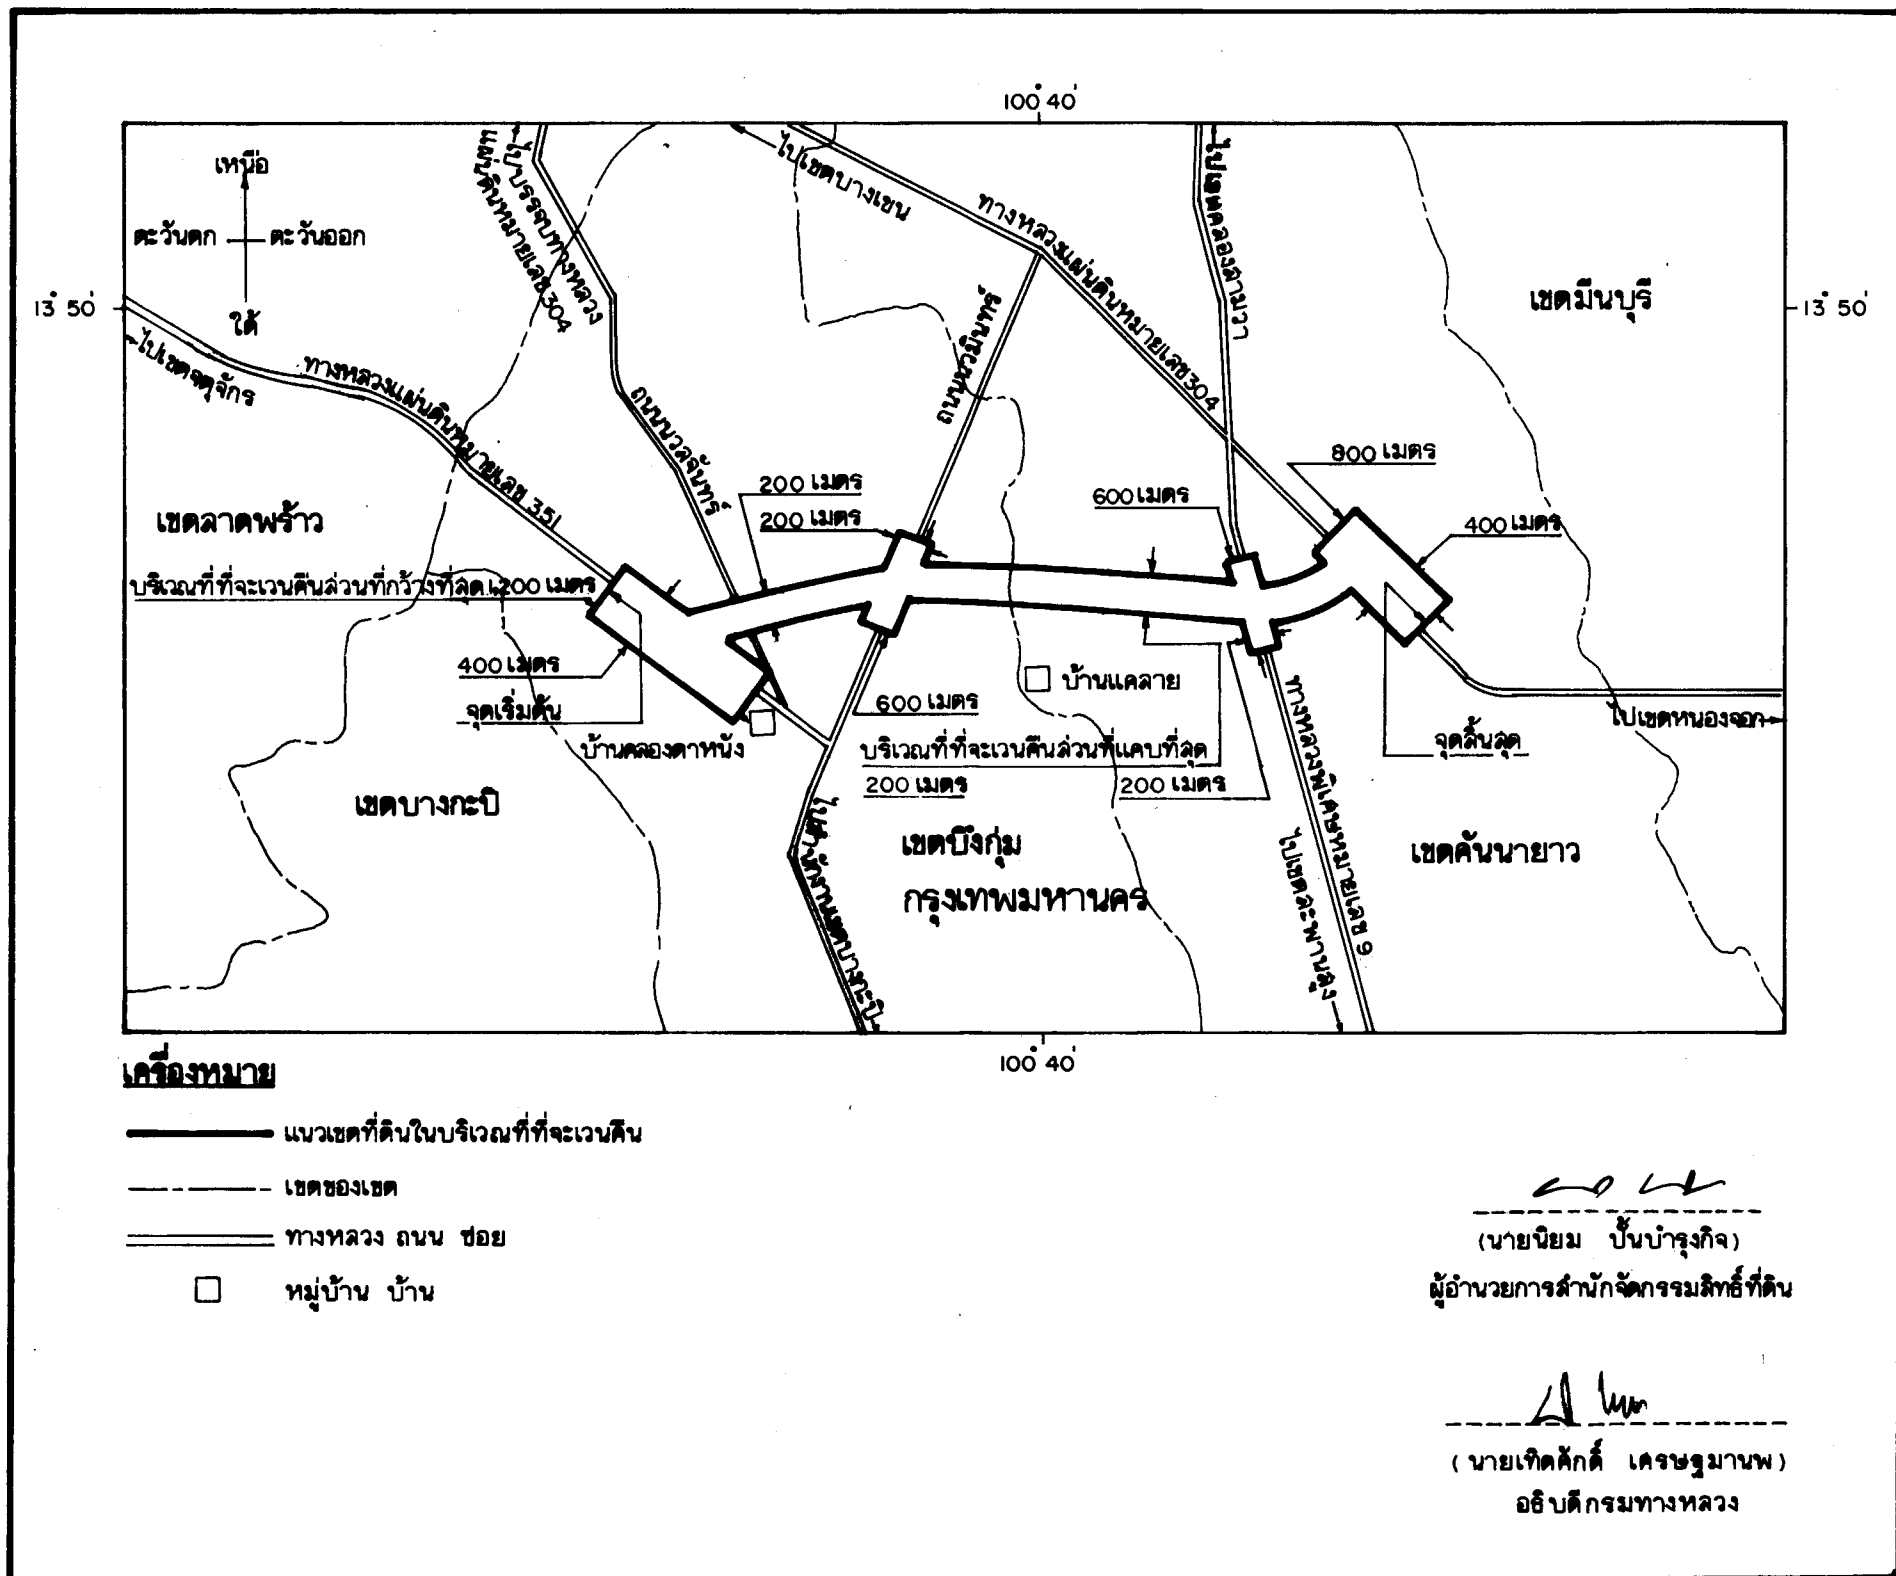 100° 40'
เหนือ
ตะวันตก ตะวันออก
ใต้
13° 50'
13° 50'
ไปบรรจบทางหลวง
แผ่นดินหมายเลข 304
ไปเขตบางเขน
ทางหลวงแผ่นดินหมายเลข 304
ไปเขตคลองสามวา
เขตมีนบุรี
ไปเขตจตุจักร
ทางหลวงแผ่นดินหมายเลข 351
ถนนนวลจันทร์
ถนนนวมินทร์
เขตลาดพร้าว
200 เมตร
200 เมตร
600 เมตร
800 เมตร
400 เมตร
บริเวณที่ที่จะเวนคืนส่วนที่กว้างที่สุด 1,200 เมตร
400 เมตร
จุดเริ่มต้น
บ้านคลองตาหนัง
600 เมตร
บ้านแคลาย
บริเวณที่ที่จะเวนคืนส่วนที่แคบที่สุด
200 เมตร
200 เมตร
ไปเขตหนองจอก
จุดสิ้นสุด
เขตบางกะปิ
ไปสำนักงานเขตบางกะปิ
เขตบึงกุ่ม
กรุงเทพมหานคร
ทางหลวงพิเศษหมายเลข 9
ไปเขตสะพานสูง
เขตคันนายาว
100° 40'
เครื่องหมาย
แนวเขตที่ดินในบริเวณที่ที่จะเวนคืน
เขตของเขต
ทางหลวง ถนน ซอย
หมู่บ้าน บ้าน
(นายนิยม ปั้นบำรุงกิจ)
ผู้อำนวยการสำนักจัดกรรมสิทธิ์ที่ดิน
(นายเทิดศักดิ์ เศรษฐมานพ)
อธิบดีกรมทางหลวง